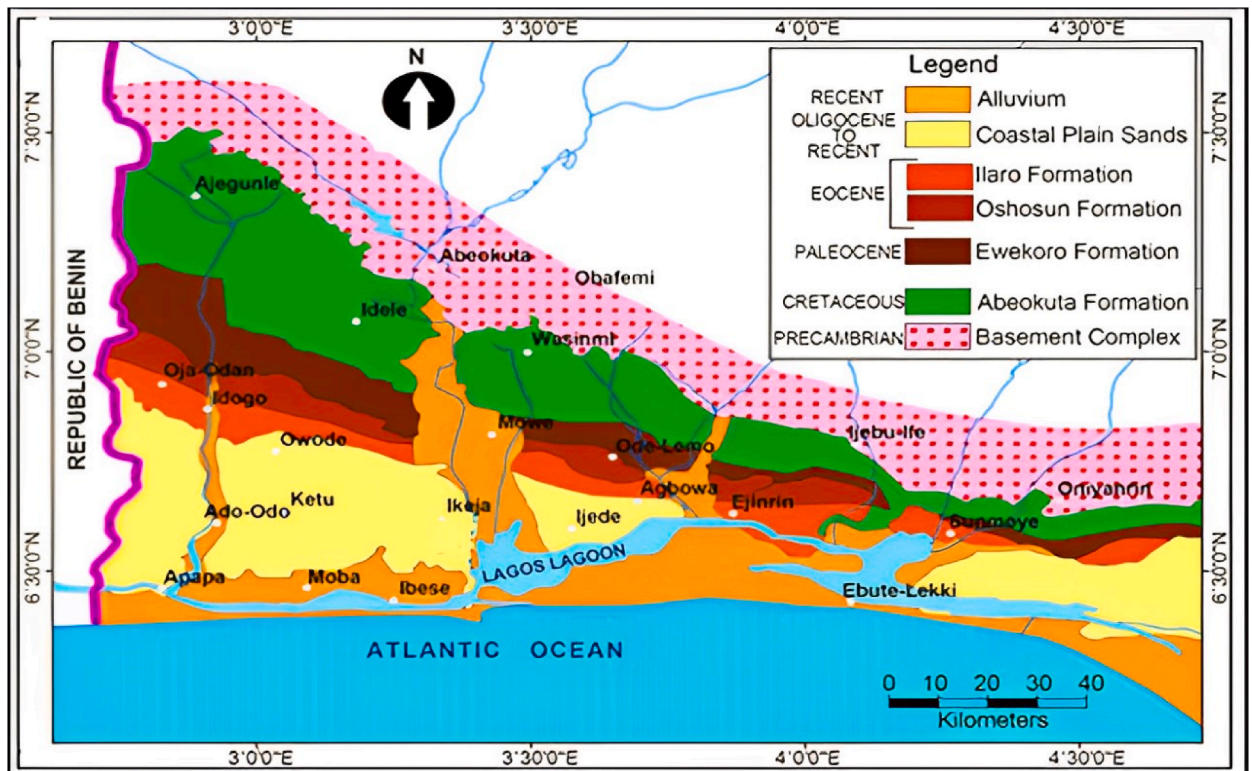 3°0'0"E 3°30'0"E 4°0'0"E 4°30'0"E
N
Legend
RECENT Alluvium
OLIGOCENE TO RECENT Coastal Plain Sands
EOCENE
Ilaro Formation
Oshosun Formation
PALEOCENE Ewekoro Formation
CRETACEOUS Abeokuta Formation
PRECAMBRIAN Basement Complex
7°30'0"N 7°30'0"N
Ajegunle
Abeokuta
Obafemi
REPUBLIC OF BENIN
Idele
Wasinmi
7°0'0"N 7°0'0"N
Oja-Odan
Idogo
Owode
Mowe
Ode-Lemo
Ijebu-Ife
Ketu
Ado-Odo
Ikeja
Ijede
Agbowa
Ejinrin
Bunmoye
LAGOS LAGOON
6°30'0"N 6°30'0"N
Apapa
Moba
Ibese
Ebute-Lekki
ATLANTIC OCEAN
0 10 20 30 40
Kilometers
3°0'0"E 3°30'0"E 4°0'0"E 4°30'0"E